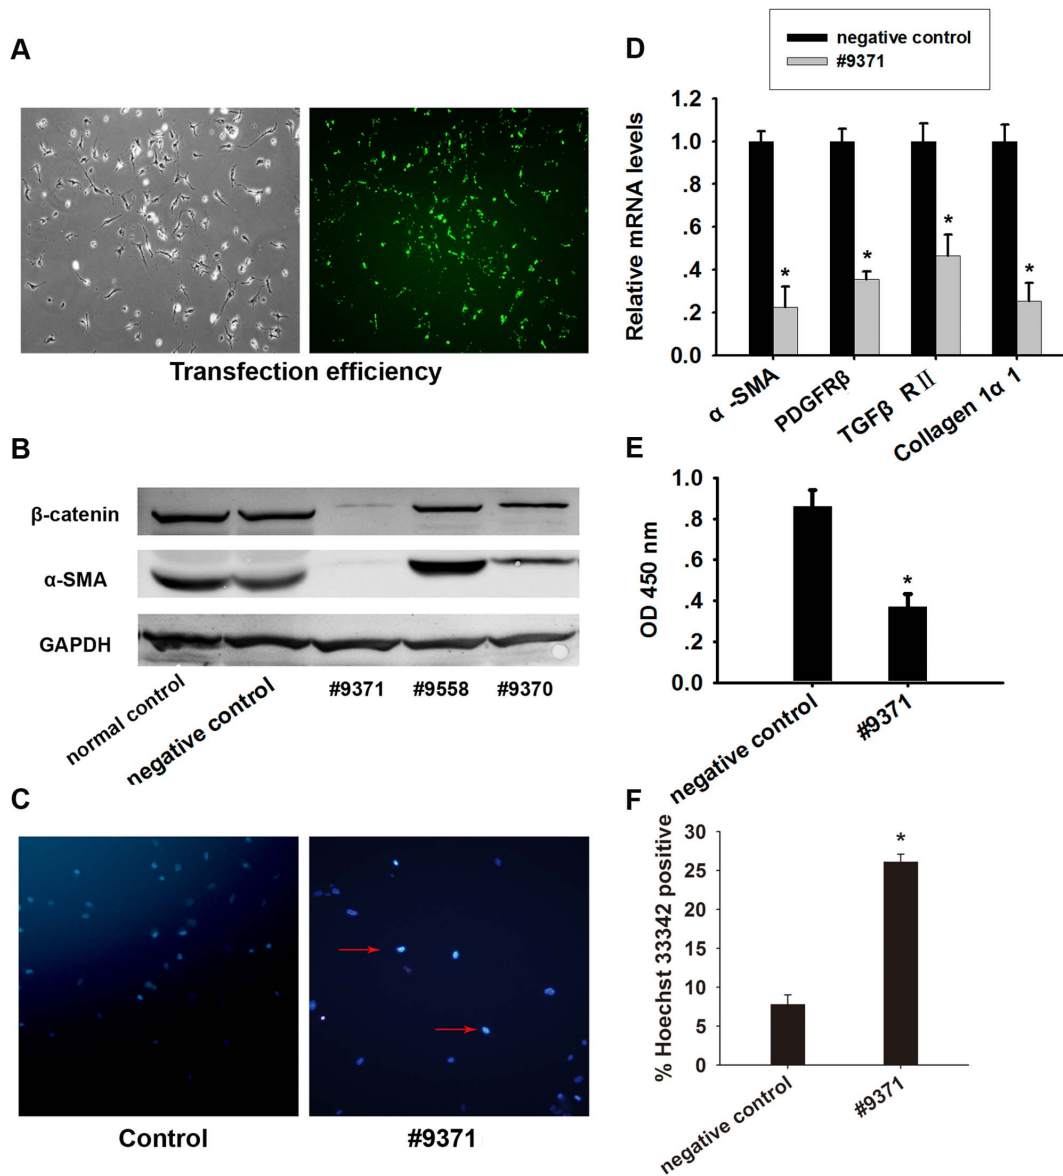 A
Transfection efficiency
B
β-catenin
α-SMA
GAPDH
normal control
negative control
#9371
#9558
#9370
C
Control
#9371
D
negative control
#9371
Relative mRNA levels
1.2
1.0
.8
.6
.4
.2
0.0
*
*
*
*
α -SMA
PDGFRβ
TGFβ RⅡ
Collagen 1α 1
E
OD 450 nm
1.0
.8
.6
.4
.2
0.0
*
negative control
#9371
F
% Hoechst 33342 positive
30
25
20
15
10
5
0
*
negative control
#9371